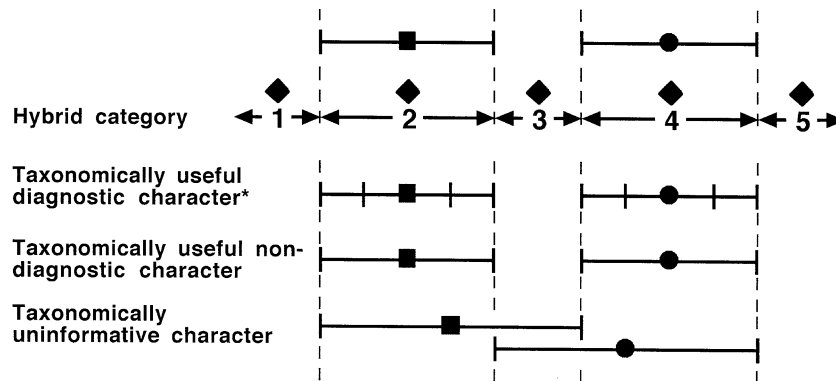 Hybrid category 1 2 3 4 5
Taxonomically useful
diagnostic character*
Taxonomically useful non-
diagnostic character
Taxonomically
uninformative character